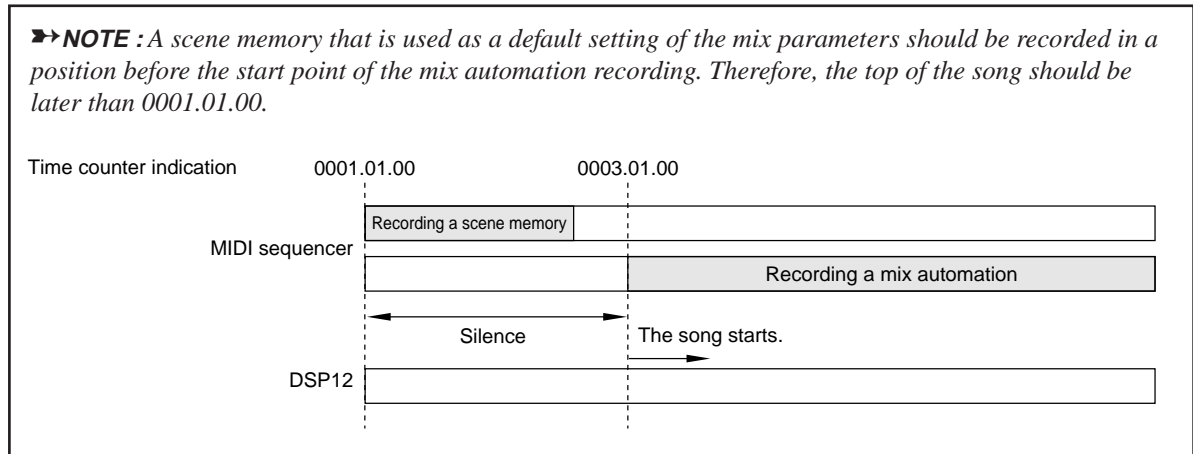 ➽NOTE : A scene memory that is used as a default setting of the mix parameters should be recorded in a
position before the start point of the mix automation recording. Therefore, the top of the song should be
later than 0001.01.00.
Time counter indication 0001.01.00 0003.01.00
Recording a scene memory
MIDI sequencer
Recording a mix automation
Silence The song starts.
DSP12